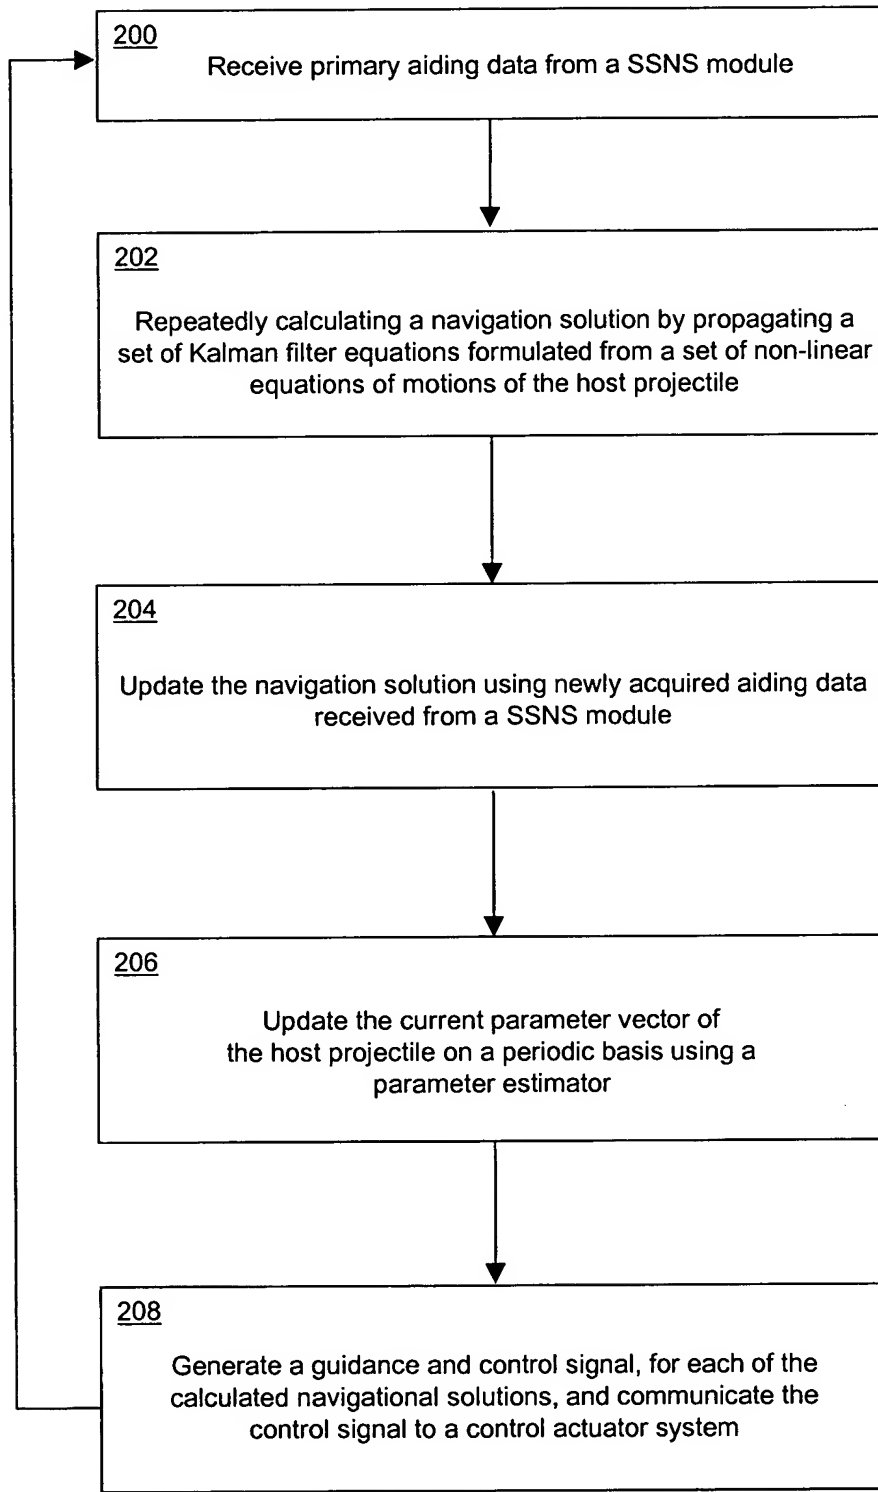 200
Receive primary aiding data from a SSNS module
202
Repeatedly calculating a navigation solution by propagating a
set of Kalman filter equations formulated from a set of non-linear
equations of motions of the host projectile
204
Update the navigation solution using newly acquired aiding data
received from a SSNS module
206
Update the current parameter vector of
the host projectile on a periodic basis using a
parameter estimator
208
Generate a guidance and control signal, for each of the
calculated navigational solutions, and communicate the
control signal to a control actuator system